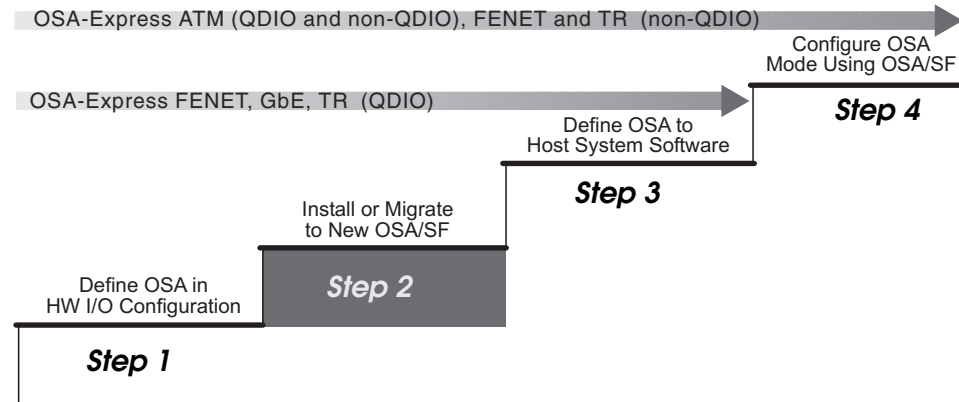 OSA-Express ATM (QDIO and non-QDIO), FENET and TR (non-QDIO)
Configure OSA
Mode Using OSA/SF
Step 4
OSA-Express FENET, GbE, TR (QDIO)
Define OSA to
Host System Software
Step 3
Install or Migrate
to New OSA/SF
Step 2
Define OSA in
HW I/O Configuration
Step 1